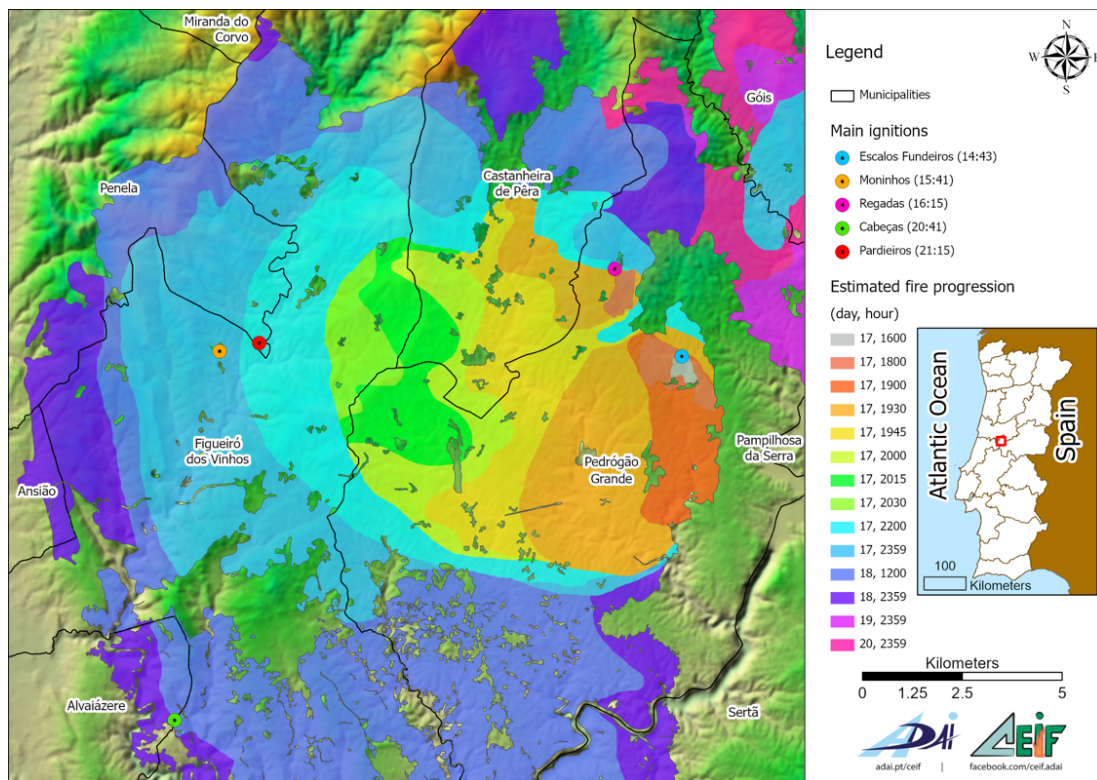 Miranda do
Corvo
Góis
Castanheira
de Pêra
Penela
Figueiró
dos Vinhos
Pedrógão
Grande
Pampilhosa
da Serra
Ansião
Alvaiázere
Sertã
Legend
N
W
E
S
Municipalities
Main ignitions
Escalos Fundeiros (14:43)
Moninhos (15:41)
Regadas (16:15)
Cabeças (20:41)
Pardieiros (21:15)
Estimated fire progression
(day, hour)
17, 1600
17, 1800
17, 1900
17, 1930
17, 1945
17, 2000
17, 2015
17, 2030
17, 2200
17, 2359
18, 1200
18, 2359
19, 2359
20, 2359
Atlantic Ocean
Spain
100
Kilometers
Kilometers
0 1.25 2.5 5
ADAI
CEIF
adai.pt/ceif | facebook.com/ceif.adai